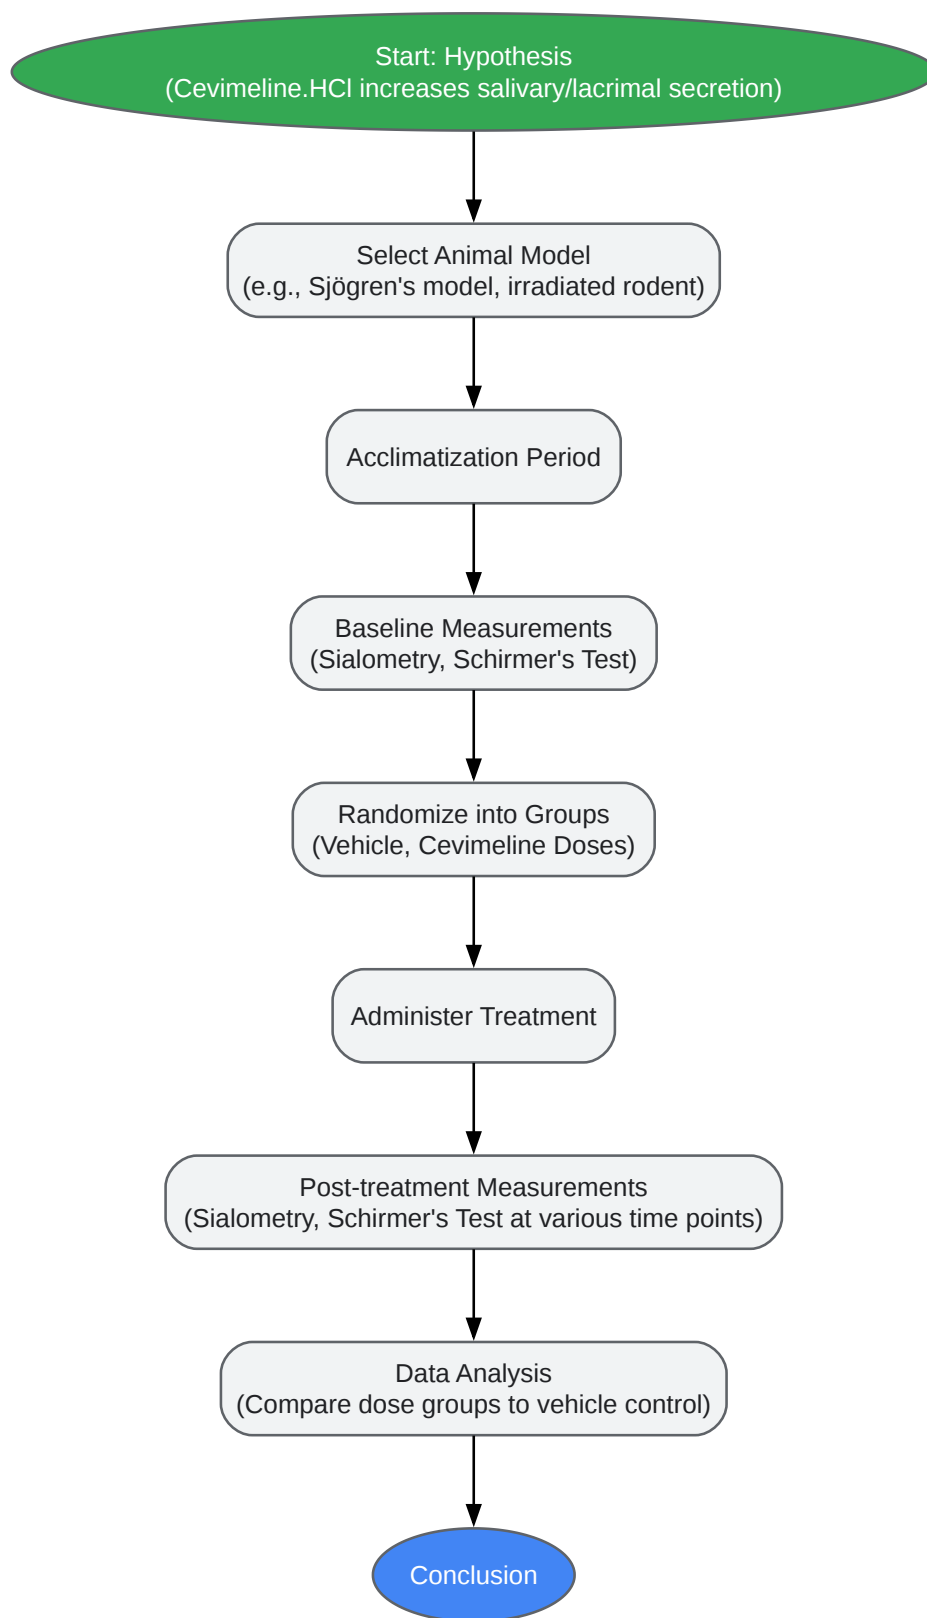 Start: Hypothesis
(Cevimeline.HCl increases salivary/lacrimal secretion)
Select Animal Model
(e.g., Sjögren's model, irradiated rodent)
Acclimatization Period
Baseline Measurements
(Sialometry, Schirmer's Test)
Randomize into Groups
(Vehicle, Cevimeline Doses)
Administer Treatment
Post-treatment Measurements
(Sialometry, Schirmer's Test at various time points)
Data Analysis
(Compare dose groups to vehicle control)
Conclusion